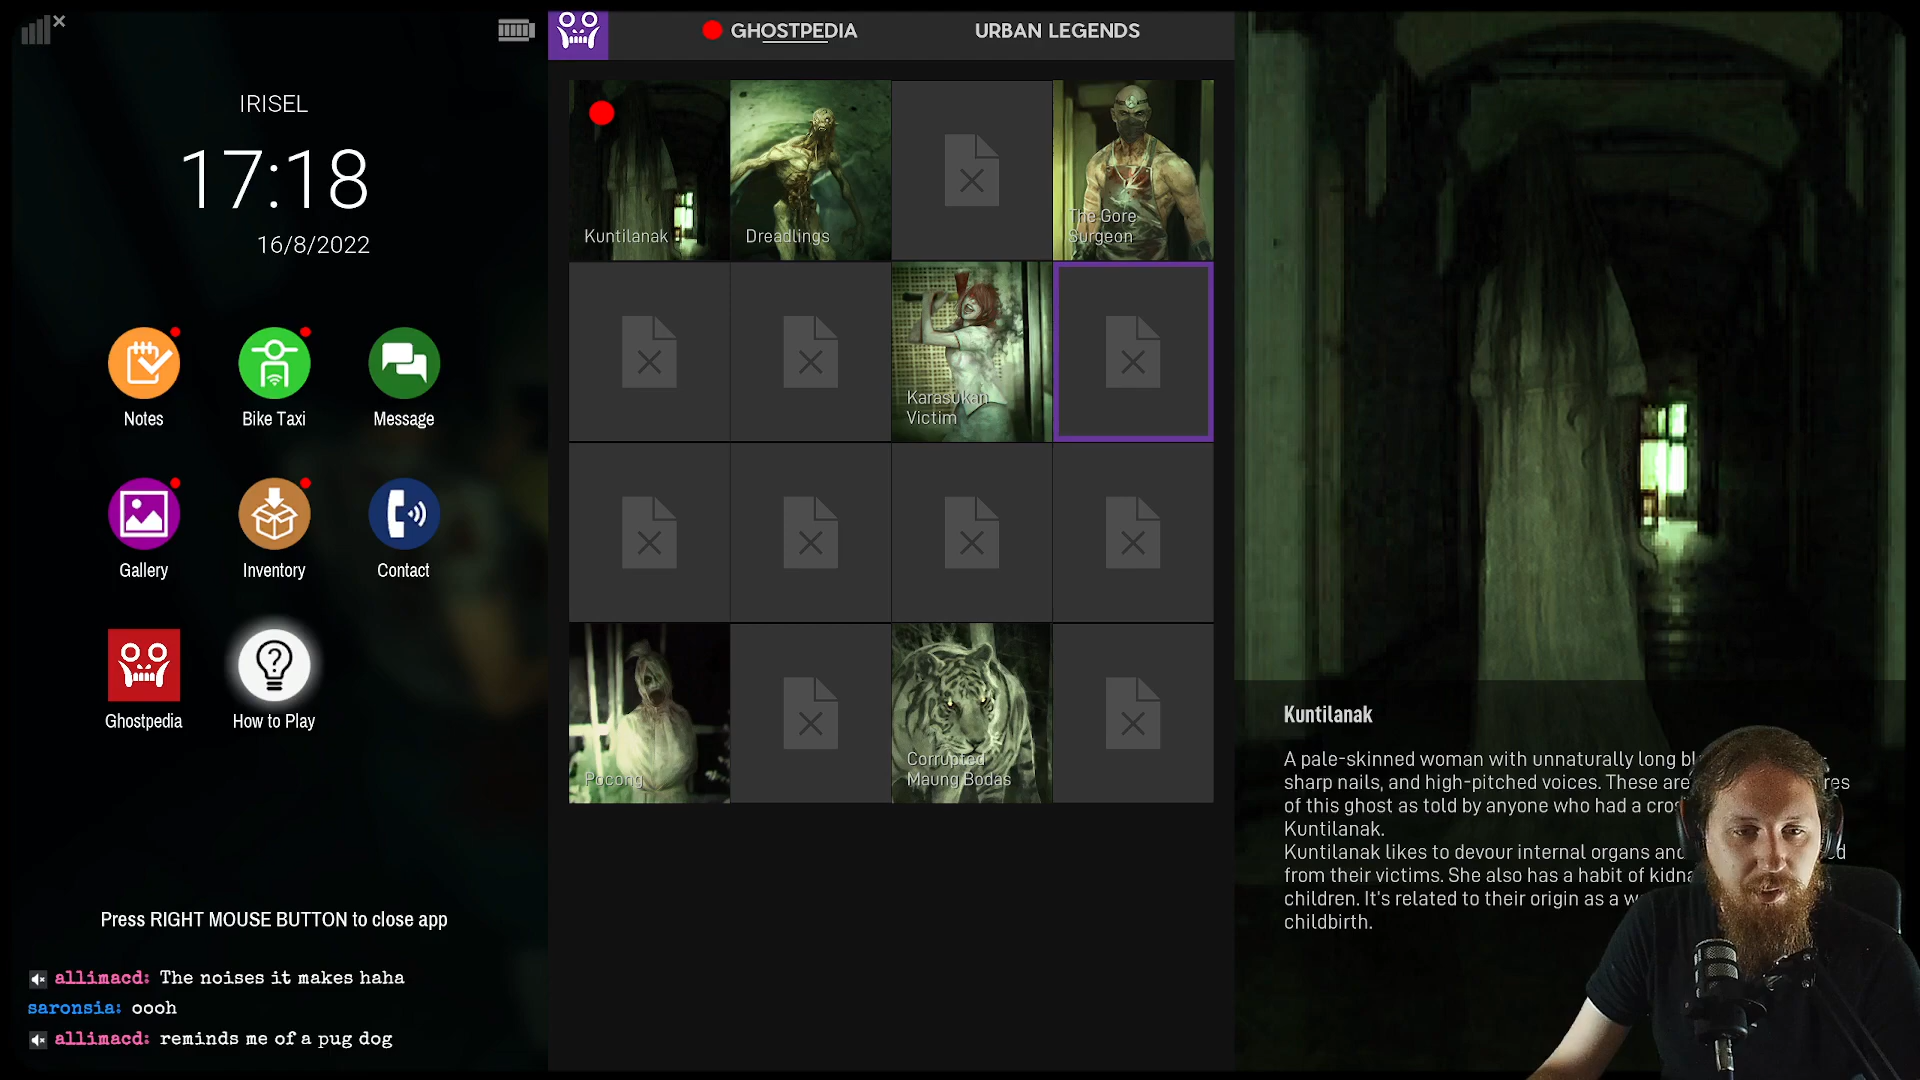 IRISEL
17:18
16/8/2022
Notes
Bike Taxi
Message
Gallery
Inventory
Contact
Ghostpedia
How to Play
Press RIGHT MOUSE BUTTON to close app
allimacd: The noises it makes haha
saronsia: oooh
allimacd: reminds me of a pug dog
GHOSTPEDIA
URBAN LEGENDS
Kuntilanak
Dreadlings
The Gore
Surgeon
Karasukan
Victim
Pocong
Corrupted
Maung Bodas
Kuntilanak
A pale-skinned woman with unnaturally long
sharp nails, and high-pitched voices. These are
of this ghost as told by anyone who had a
Kuntilanak.
Kuntilanak likes to devour internal organs and
from their victims. She also has a habit of
children. It's related to their origin as a
childbirth.